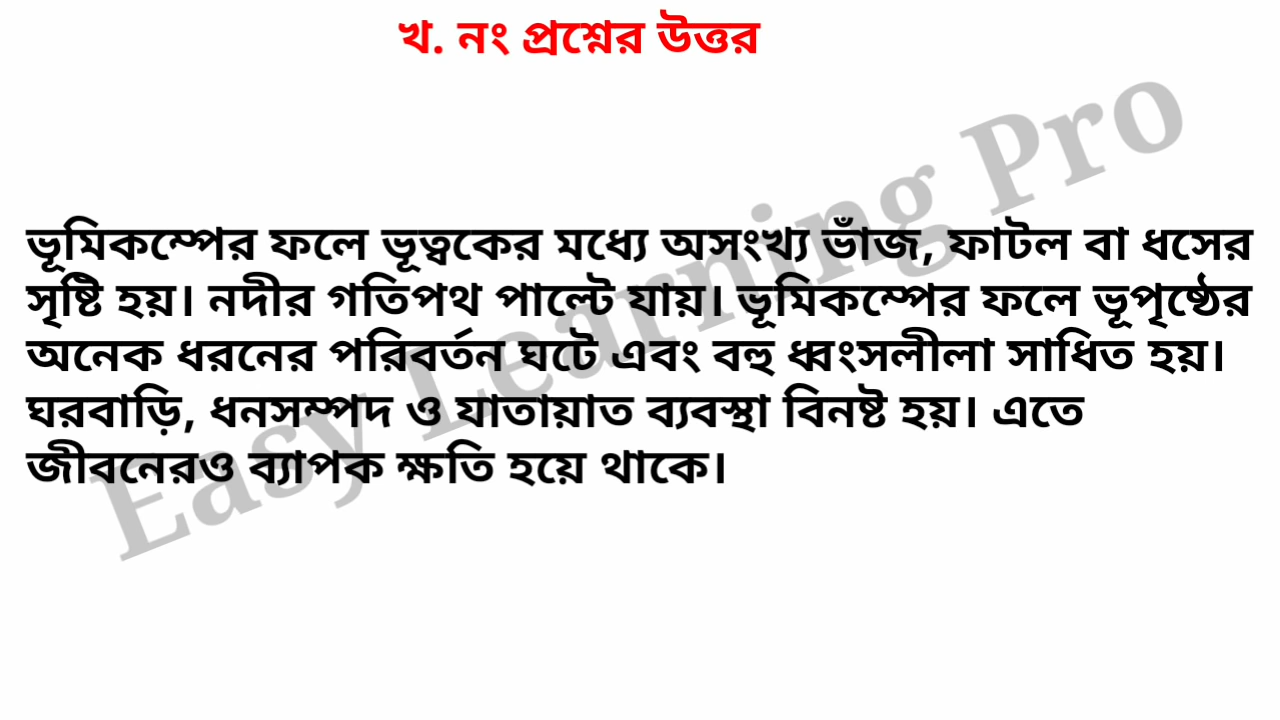 খ. নং প্রশ্নের উত্তর
ভূমিকম্পের ফলে ভূত্বকের মধ্যে অসংখ্য ভাঁজ, ফাটল বা ধসের
সৃষ্টি হয়। নদীর গতিপথ পাল্টে যায়। ভূমিকম্পের ফলে ভূপৃষ্ঠের
অনেক ধরনের পরিবর্তন ঘটে এবং বহু ধ্বংসলীলা সাধিত হয়।
ঘরবাড়ি, ধনসম্পদ ও যাতায়াত ব্যবস্থা বিনষ্ট হয়। এতে
জীবনেরও ব্যাপক ক্ষতি হয়ে থাকে।
Easy Learning Pro